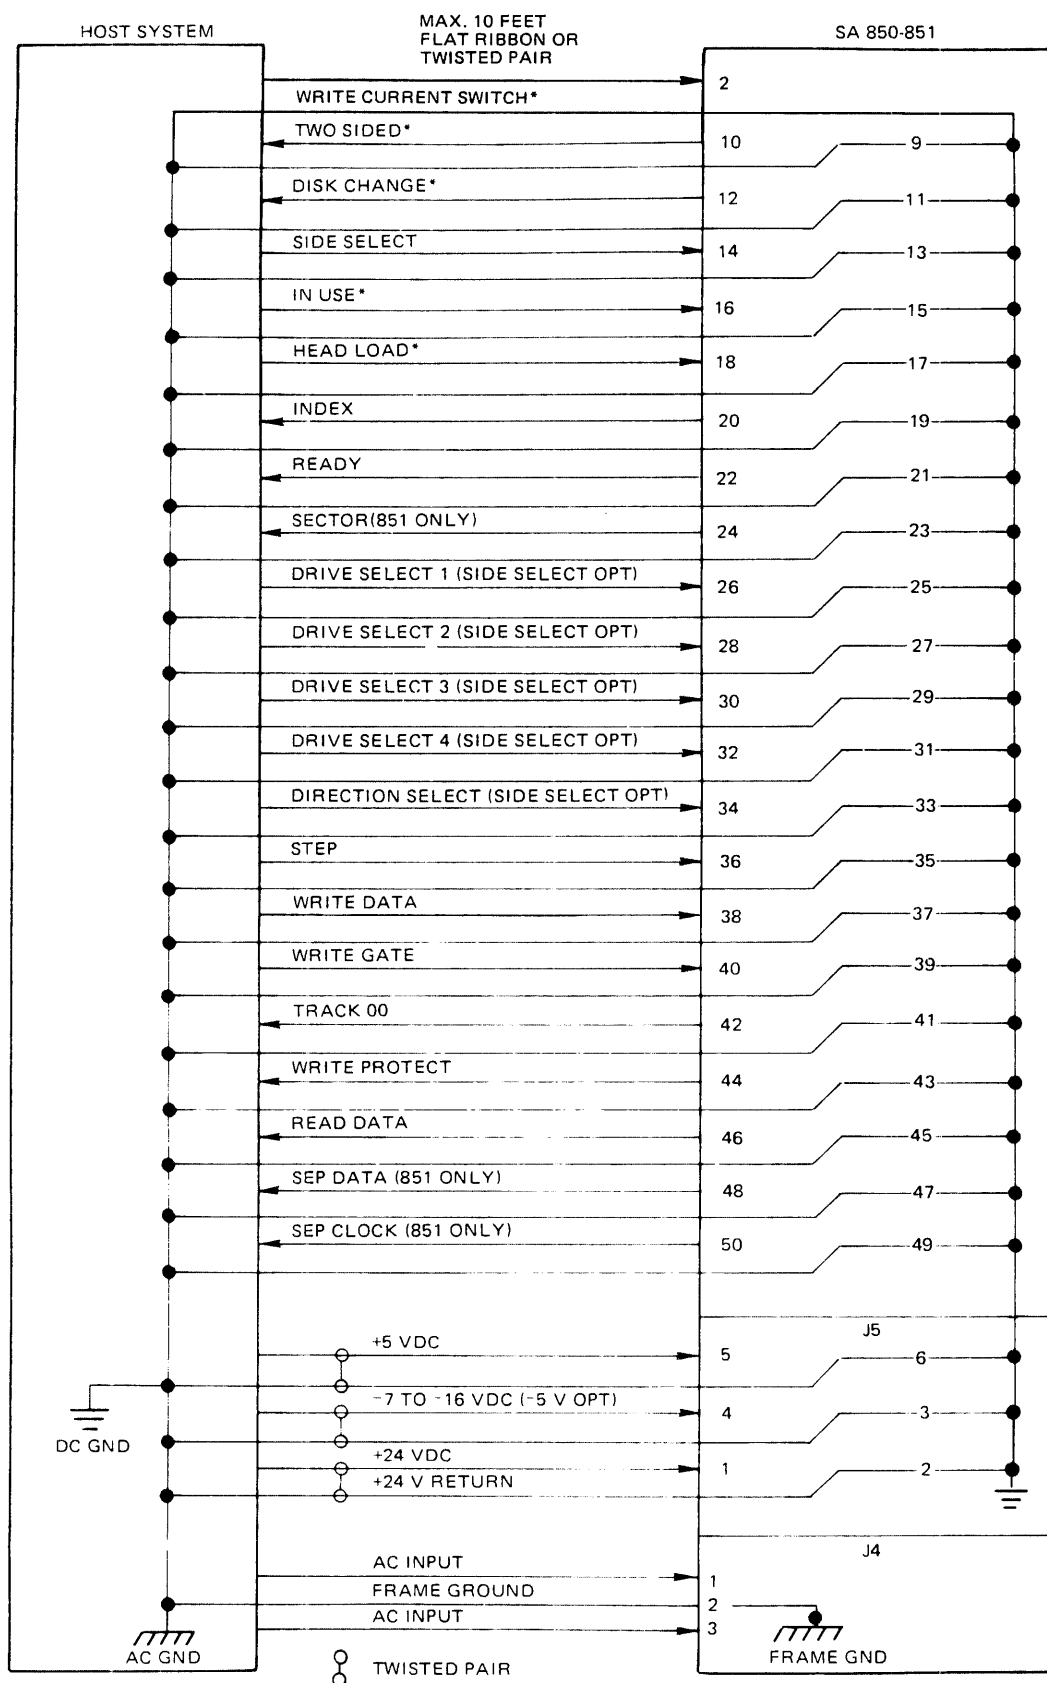 MAX. 10 FEET
FLAT RIBBON OR
TWISTED PAIR
HOST SYSTEM
SA 850-851
2
WRITE CURRENT SWITCH*
TWO SIDED*
10
9
DISK CHANGE*
12
11
SIDE SELECT
14
13
IN USE*
16
15
HEAD LOAD*
18
17
INDEX
20
19
READY
22
21
SECTOR(851 ONLY)
24
23
DRIVE SELECT 1 (SIDE SELECT OPT)
26
25
DRIVE SELECT 2 (SIDE SELECT OPT)
28
27
DRIVE SELECT 3 (SIDE SELECT OPT)
30
29
DRIVE SELECT 4 (SIDE SELECT OPT)
32
31
DIRECTION SELECT (SIDE SELECT OPT)
34
33
STEP
36
35
WRITE DATA
38
37
WRITE GATE
40
39
TRACK 00
42
41
WRITE PROTECT
44
43
READ DATA
46
45
SEP DATA (851 ONLY)
48
47
SEP CLOCK (851 ONLY)
50
49
J5
+5 VDC
5
6
-7 TO -16 VDC (-5 V OPT)
4
3
DC GND
+24 VDC
1
+24 V RETURN
2
J4
AC INPUT
1
FRAME GROUND
2
AC INPUT
3
AC GND
FRAME GND
TWISTED PAIR